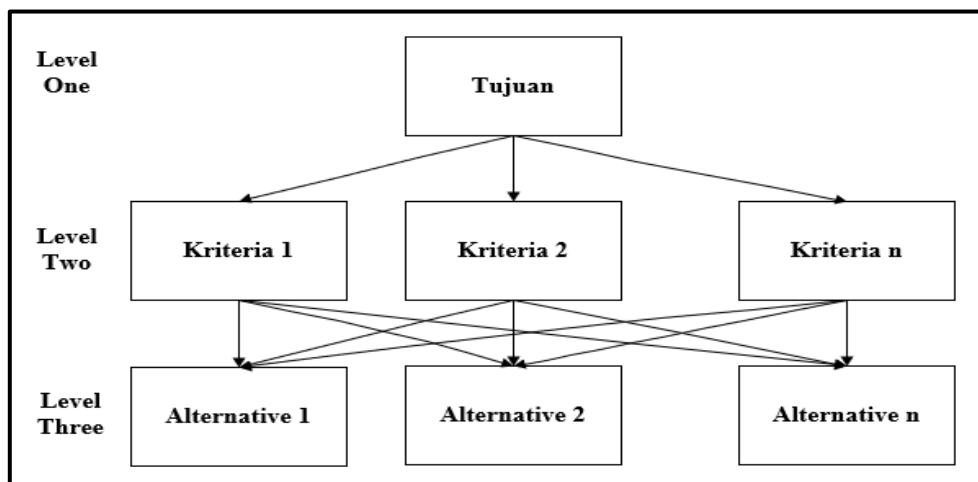 Level
One
Tujuan
Level
Two
Kriteria 1
Kriteria 2
Kriteria n
Level
Three
Alternative 1
Alternative 2
Alternative n